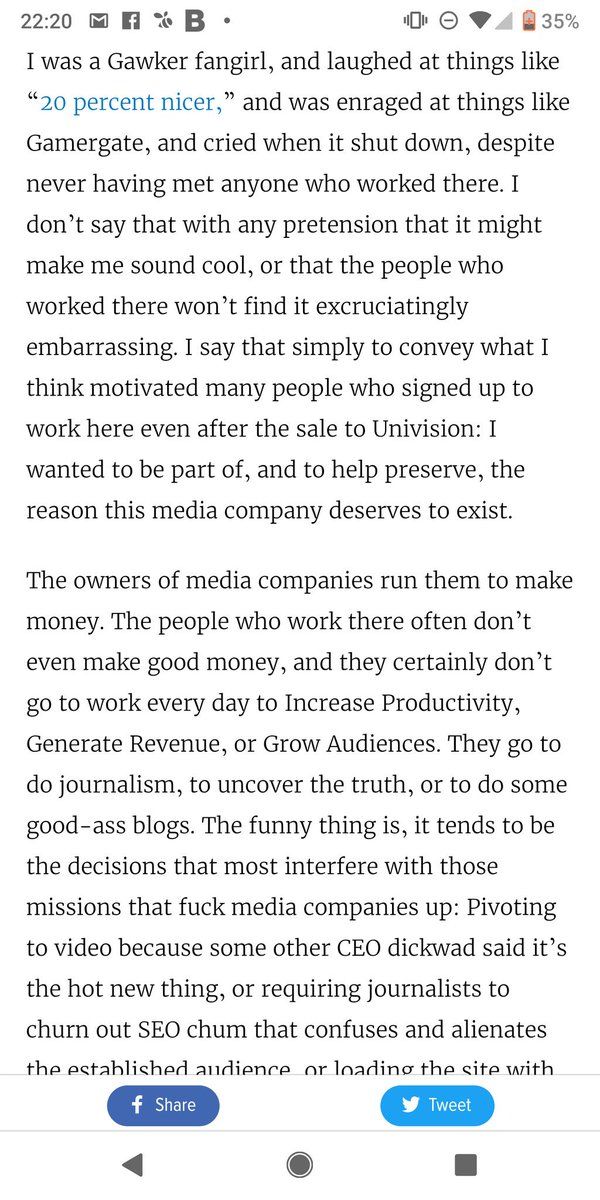 22:20
B
35%
I was a Gawker fangirl, and laughed at things like
“20 percent nicer,” and was enraged at things like
Gamergate, and cried when it shut down, despite
never having met anyone who worked there. I
don’t say that with any pretension that it might
make me sound cool, or that the people who
worked there won’t find it excruciatingly
embarrassing. I say that simply to convey what I
think motivated many people who signed up to
work here even after the sale to Univision: I
wanted to be part of, and to help preserve, the
reason this media company deserves to exist.
The owners of media companies run them to make
money. The people who work there often don’t
even make good money, and they certainly don’t
go to work every day to Increase Productivity,
Generate Revenue, or Grow Audiences. They go to
do journalism, to uncover the truth, or to do some
good-ass blogs. The funny thing is, it tends to be
the decisions that most interfere with those
missions that fuck media companies up: Pivoting
to video because some other CEO dickwad said it’s
the hot new thing, or requiring journalists to
churn out SEO chum that confuses and alienates
the established audience, or loading the site with
Share
Tweet